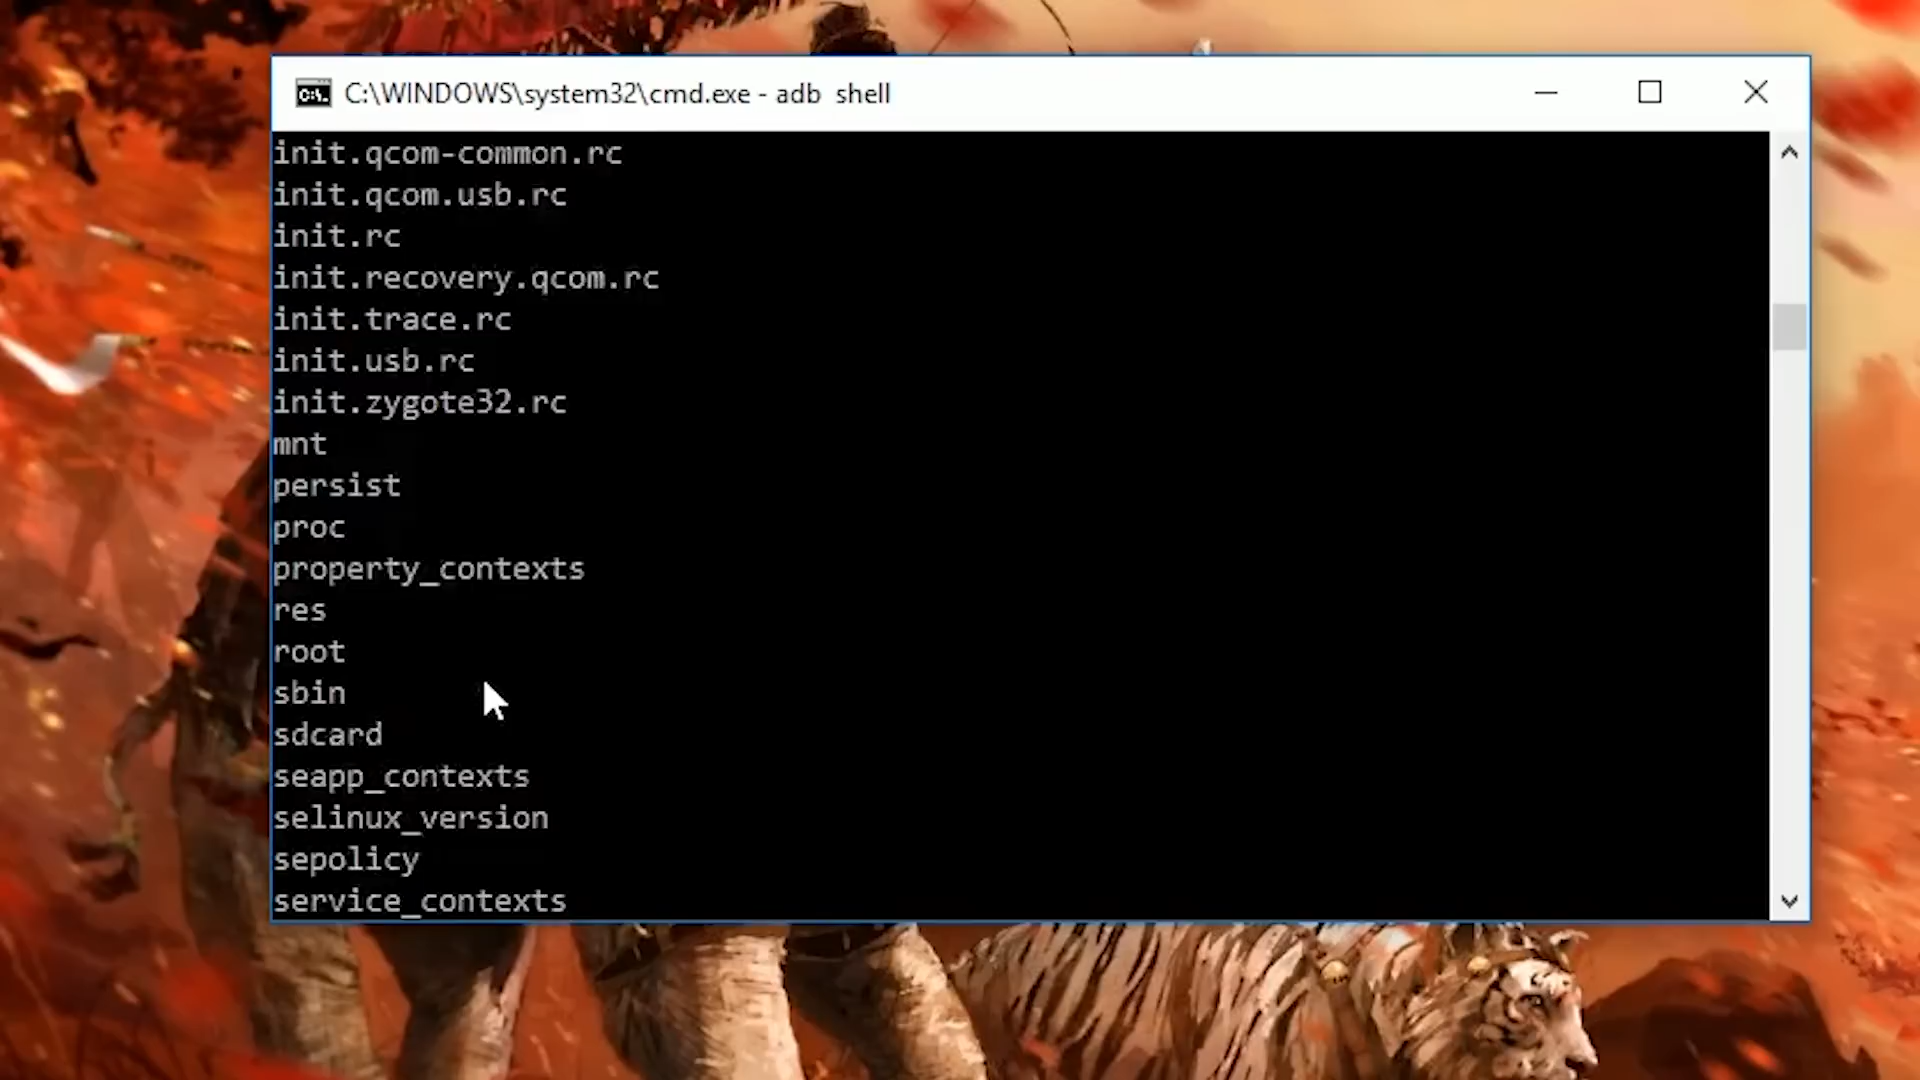 C:\WINDOWS\system32\cmd.exe - adb  shell
init.qcom-common.rc
init.qcom.usb.rc
init.rc
init.recovery.qcom.rc
init.trace.rc
init.usb.rc
init.zygote32.rc
mnt
persist
proc
property_contexts
res
root
sbin
sdcard
seapp_contexts
selinux_version
sepolicy
service_contexts